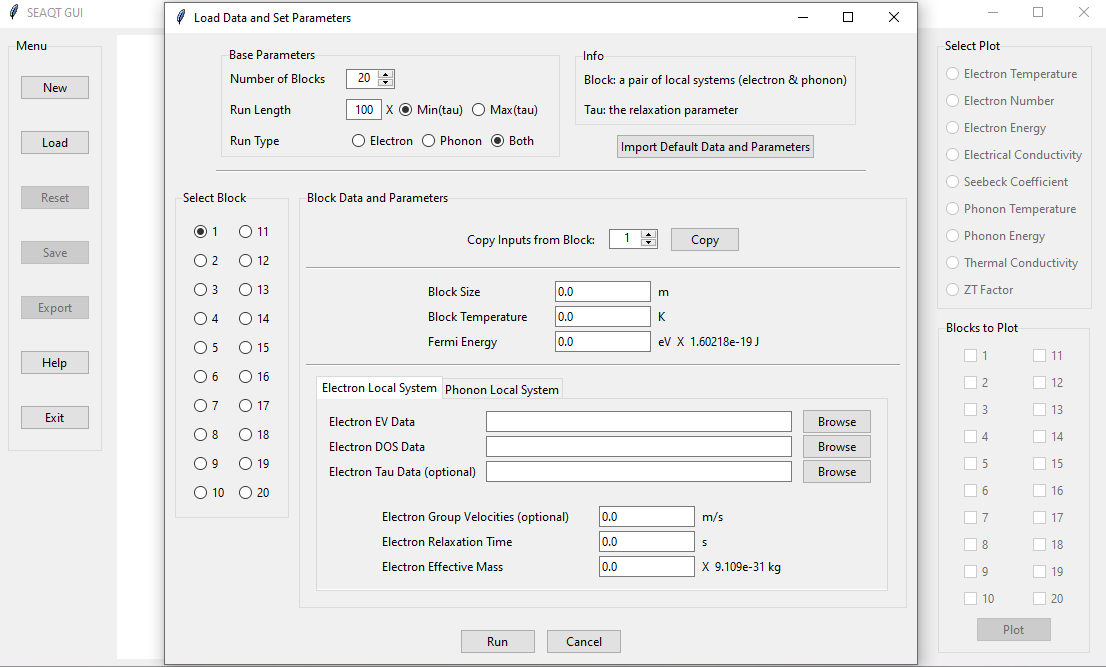 SEAQT GUI
Menu
New
Load
Reset
Save
Export
Help
Exit
Load Data and Set Parameters
Base Parameters
Number of Blocks 20
Run Length 100 X Min(tau) Max(tau)
Run Type Electron Phonon Both
Info
Block: a pair of local systems (electron & phonon)
Tau: the relaxation parameter
Import Default Data and Parameters
Select Block
1 11
2 12
3 13
4 14
5 15
6 16
7 17
8 18
9 19
10 20
Block Data and Parameters
Copy Inputs from Block: 1 Copy
Block Size 0.0 m
Block Temperature 0.0 K
Fermi Energy 0.0 eV X 1.60218e-19 J
Electron Local System Phonon Local System
Electron EV Data Browse
Electron DOS Data Browse
Electron Tau Data (optional) Browse
Electron Group Velocities (optional) 0.0 m/s
Electron Relaxation Time 0.0 s
Electron Effective Mass 0.0 X 9.109e-31 kg
Run Cancel
Select Plot
Electron Temperature
Electron Number
Electron Energy
Electrical Conductivity
Seebeck Coefficient
Phonon Temperature
Phonon Energy
Thermal Conductivity
ZT Factor
Blocks to Plot
1 11
2 12
3 13
4 14
5 15
6 16
7 17
8 18
9 19
10 20
Plot